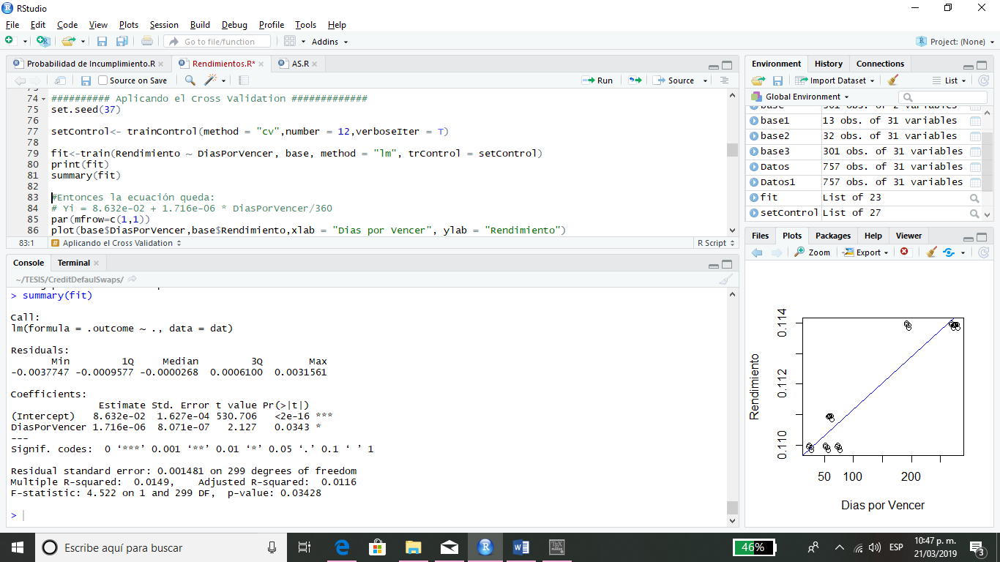 RStudio
File Edit Code View Plots Session Build Debug Profile Tools Help
Go to file/function Addins Project: (None)
Probabilidad de Incumplimiento.R Rendimientos.R* AS.R
Source on Save Run Source
74 ########## Aplicando el Cross Validation #############
75 set.seed(37)
76
77 setControl<- trainControl(method = "cv",number = 12,verboseIter = T)
78
79 fit<-train(Rendimiento ~ DiasPorVencer, base, method = "lm", trControl = setControl)
80 print(fit)
81 summary(fit)
82
83 #Entonces la ecuación queda:
84 # Yi = 8.632e-02 + 1.716e-06 * DiasPorVencer/360
85 par(mfrow=c(1,1))
86 plot(base$DiasPorVencer,base$Rendimiento,xlab = "Dias por Vencer", ylab = "Rendimiento")
83:1 # Aplicando el Cross Validation R Script
Console Terminal
~/TESIS/CreditDefaulSwaps/
> summary(fit)
Call:
lm(formula = .outcome ~ ., data = dat)
Residuals:
Min 1Q Median 3Q Max
-0.0037747 -0.0009577 -0.0000268 0.0006100 0.0031561
Coefficients:
Estimate Std. Error t value Pr(>|t|)
(Intercept) 8.632e-02 1.627e-04 530.706 <2e-16 ***
DiasPorVencer 1.716e-06 8.071e-07 2.127 0.0343 *
---
Signif. codes: 0 ‘***’ 0.001 ‘**’ 0.01 ‘*’ 0.05 ‘.’ 0.1 ‘ ’ 1
Residual standard error: 0.001481 on 299 degrees of freedom
Multiple R-squared: 0.0149, Adjusted R-squared: 0.0116
F-statistic: 4.522 on 1 and 299 DF, p-value: 0.03428
>
Environment History Connections
Import Dataset List
Global Environment
base 301 obs. of 2 variables
base1 13 obs. of 31 variables
base2 32 obs. of 31 variables
base3 301 obs. of 31 variables
Datos 757 obs. of 31 variables
Datos1 757 obs. of 31 variables
fit List of 23
setControl List of 27
Files Plots Packages Help Viewer
Zoom Export
0.114
0.112
0.110
Rendimiento
50 100 200
Dias por Vencer
Escribe aquí para buscar
46%
ESP
10:47 p. m.
21/03/2019
3